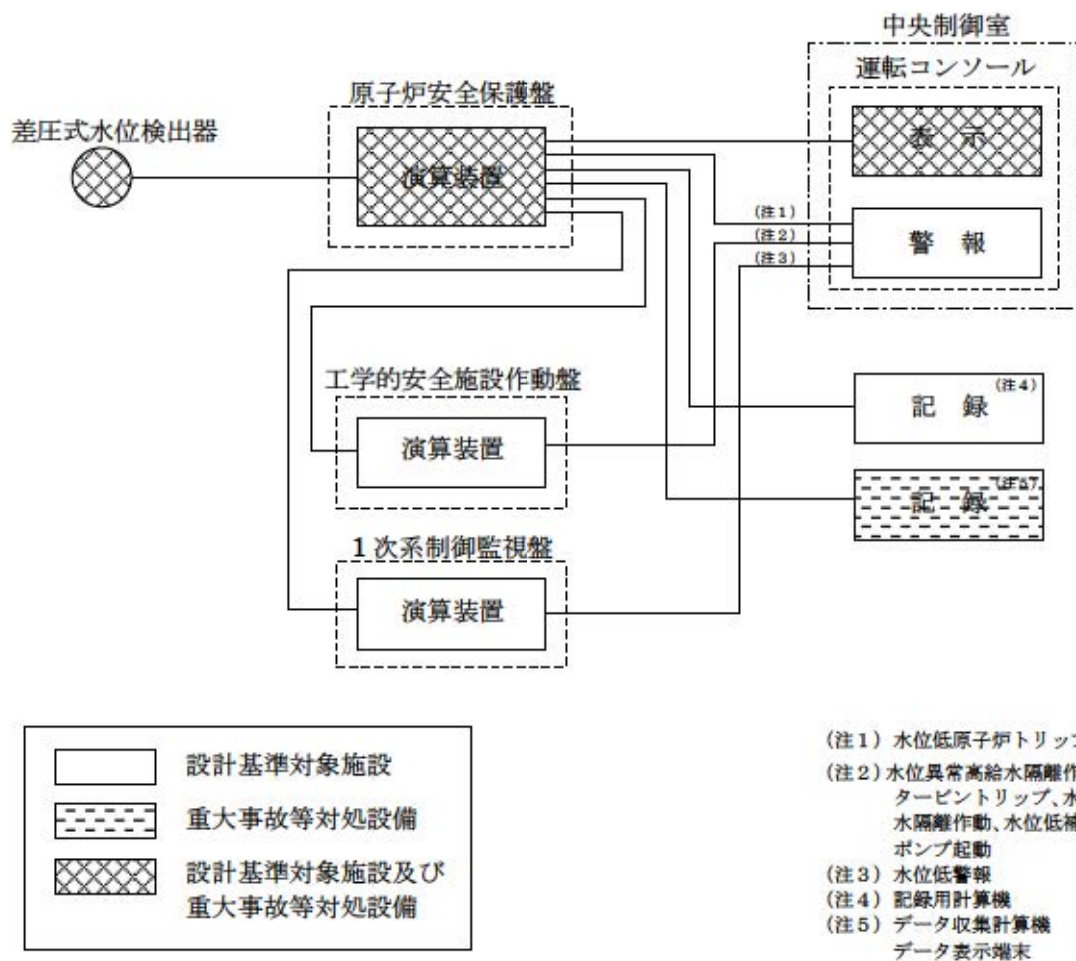 中央制御室
運転コンソール
原子炉安全保護盤
差圧式水位検出器
演算装置
表 示
(注1)
(注2)
(注3)
警 報
工学的安全施設作動盤
演算装置
記 録 (注4)
記 録 (注5)
1次系制御監視盤
演算装置
設計基準対象施設
重大事故等対処設備
設計基準対象施設及び
重大事故等対処設備
(注1) 水位低原子炉トリップ
(注2) 水位異常高給水隔離作
タービントリップ、水
水隔離作動、水位低補
ポンプ起動
(注3) 水位低警報
(注4) 記録用計算機
(注5) データ収集計算機
データ表示端末